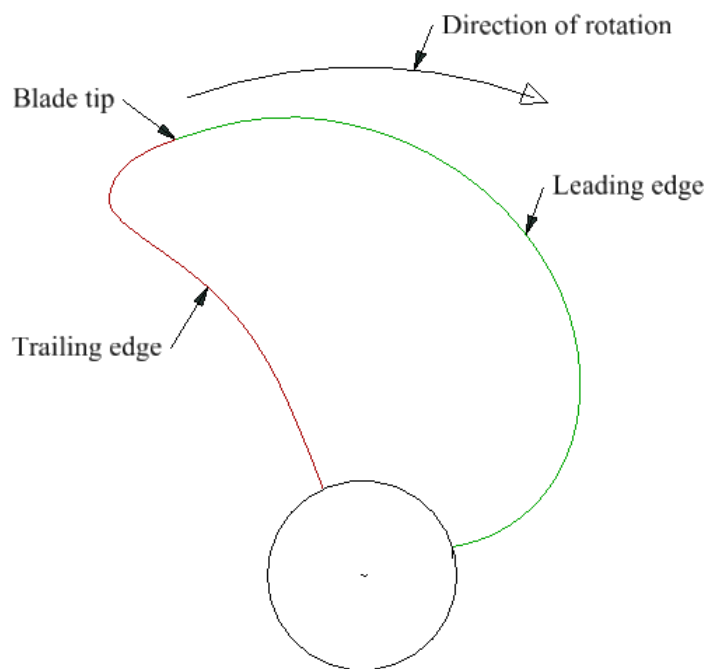 Direction of rotation
Blade tip
Leading edge
Trailing edge
~